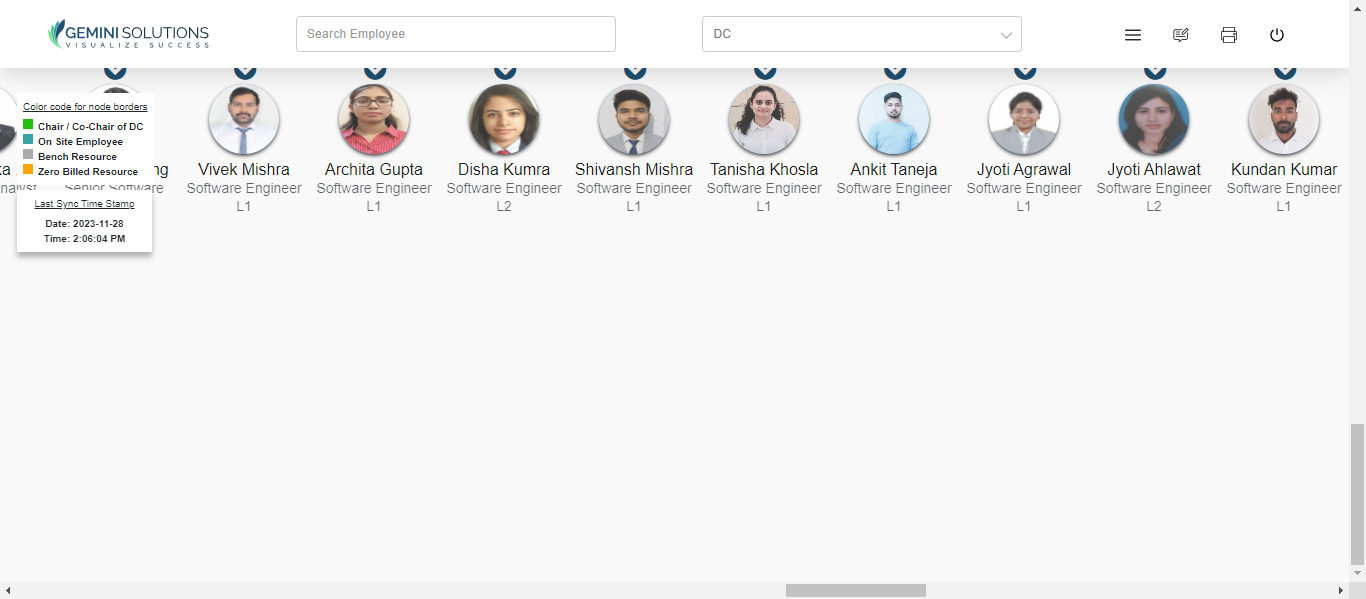 GEMINI SOLUTIONS
VISUALIZE SUCCESS
Search Employee
DC
Color code for node borders
Chair / Co-Chair of DC
On Site Employee
Bench Resource
Zero Billed Resource
Last Sync Time Stamp
Date: 2023-11-28
Time: 2:06:04 PM
Senior Software
Vivek Mishra
Software Engineer
L1
Archita Gupta
Software Engineer
L1
Disha Kumra
Software Engineer
L2
Shivansh Mishra
Software Engineer
L1
Tanisha Khosla
Software Engineer
L1
Ankit Taneja
Software Engineer
L1
Jyoti Agrawal
Software Engineer
L1
Jyoti Ahlawat
Software Engineer
L2
Kundan Kumar
Software Engineer
L1